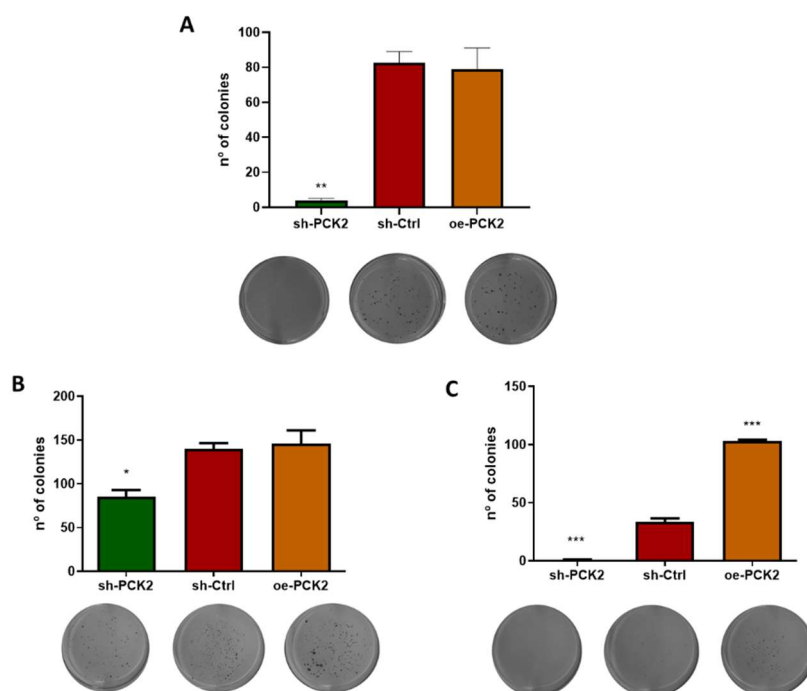 A
nº of colonies
80
60
40
20
0
**
sh-PCK2 sh-Ctrl oe-PCK2
B
nº of colonies
200
150
100
50
0
*
sh-PCK2 sh-Ctrl oe-PCK2
C
nº of colonies
150
100
50
0
***
***
sh-PCK2 sh-Ctrl oe-PCK2